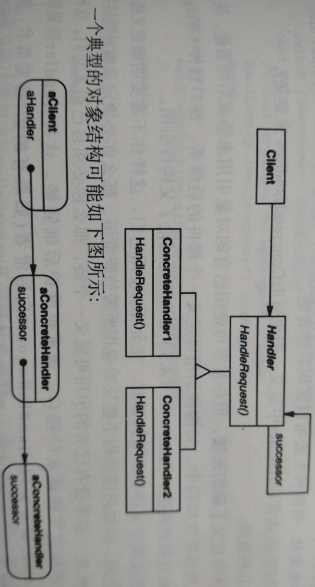 Client
Handler
HandleRequest()
successor
ConcreteHandler1
HandleRequest()
ConcreteHandler2
HandleRequest()
一个典型的对象结构可能如下图所示:
aClient
aHandler
aConcreteHandler
successor
aConcreteHandler
successor